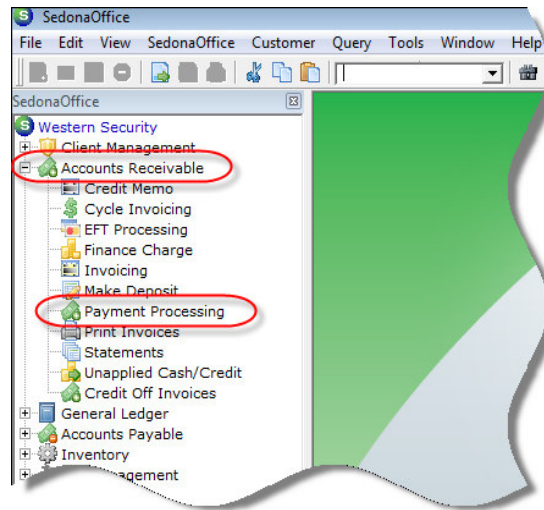 SedonaOffice
File Edit View SedonaOffice Customer Query Tools Window Help
SedonaOffice
Western Security
Client Management
Accounts Receivable
Credit Memo
Cycle Invoicing
EFT Processing
Finance Charge
Invoicing
Make Deposit
Payment Processing
Print Invoices
Statements
Unapplied Cash/Credit
Credit Off Invoices
General Ledger
Accounts Payable
Inventory